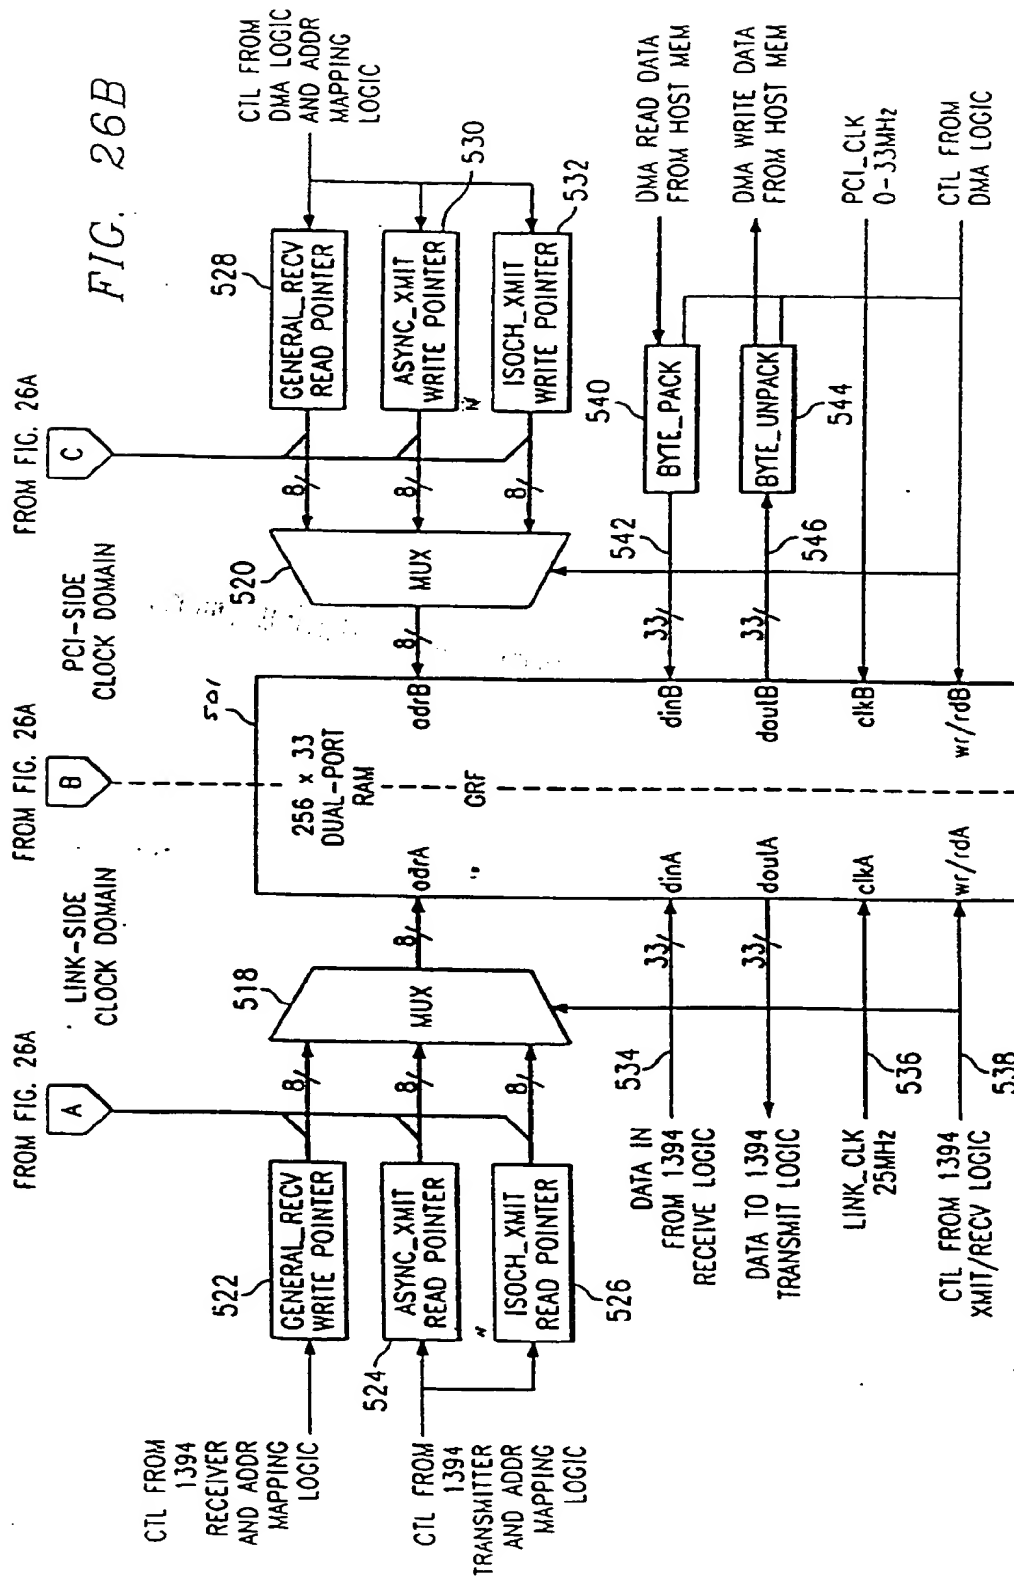 FIG. 26B
FROM FIG. 26A
A
FROM FIG. 26A
B
FROM FIG. 26A
C
LINK-SIDE
CLOCK DOMAIN
PCI-SIDE
CLOCK DOMAIN
CTL FROM
1394
RECEIVER
AND ADDR
MAPPING
LOGIC
522
GENERAL_RECV
WRITE POINTER
8
CTL FROM
1394
TRANSMITTER
AND ADDR
MAPPING
LOGIC
524
ASYNC_XMIT
READ POINTER
8
ISOCH_XMIT
READ POINTER
526
8
518
MUX
8
501
256 x 33
DUAL-PORT
RAM
GRF
adrA
adrB
8
520
MUX
8
GENERAL_RECV
READ POINTER
528
8
ASYNC_XMIT
WRITE POINTER
530
8
ISOCH_XMIT
WRITE POINTER
532
CTL FROM
DMA LOGIC
AND ADDR
MAPPING
LOGIC
DATA IN
FROM 1394
RECEIVE LOGIC
534
33
dinA
dinB
33
542
BYTE_PACK
540
DMA READ DATA
FROM HOST MEM
DATA TO 1394
TRANSMIT LOGIC
33
doutA
doutB
33
546
BYTE_UNPACK
544
DMA WRITE DATA
FROM HOST MEM
LINK_CLK
25MHz
536
clkA
clkB
PCI_CLK
0-33MHz
CTL FROM 1394
XMIT/RECV LOGIC
538
wr/rdA
wr/rdB
CTL FROM
DMA LOGIC